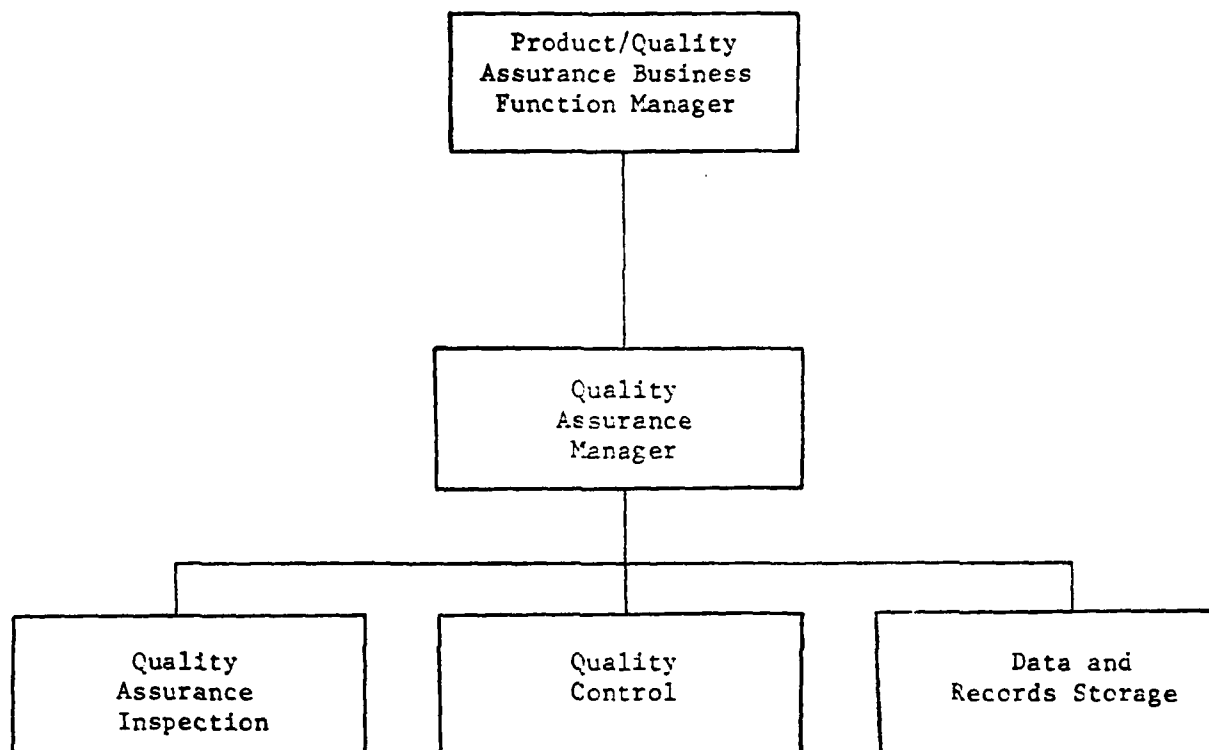 Product/Quality
Assurance Business
Function Manager
Quality
Assurance
Manager
Quality
Assurance
Inspection
Quality
Control
Data and
Records Storage